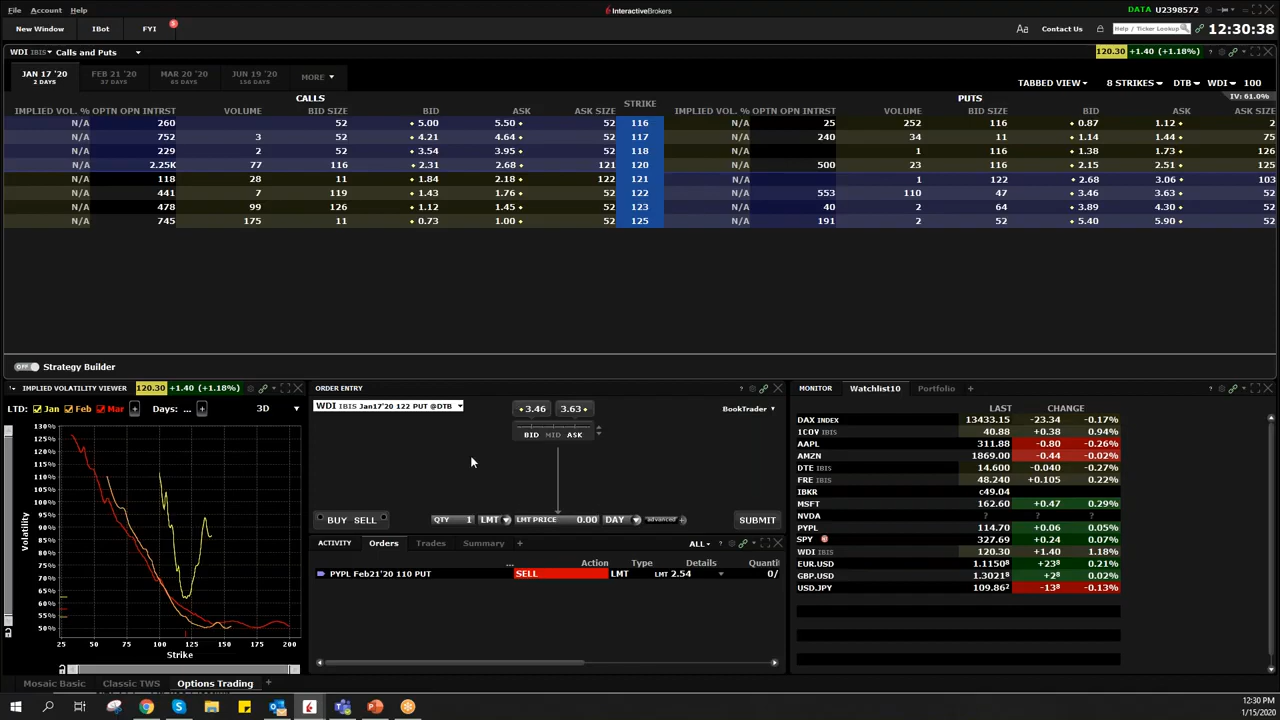 File Account Help InteractiveBrokers DATA U2398572
New Window IBot FYI 5 Aa Contact Us Help / Ticker Lookup 12:30:38
WDI IBIS Calls and Puts 120.30 +1.40 (+1.18%) ?
JAN 17 '20 FEB 21 '20 MAR 20 '20 JUN 19 '20 MORE
2 DAYS 37 DAYS 65 DAYS 156 DAYS TABBED VIEW 8 STRIKES DTB WDI 100
CALLS STRIKE PUTS IV: 61.0%
IMPLIED VOL. % OPTN OPN INTRST VOLUME BID SIZE BID ASK ASK SIZE IMPLIED VOL. % OPTN OPN INTRST VOLUME BID SIZE BID ASK ASK SIZE
N/A 260 52 5.00 5.50 52 116 N/A 25 252 116 0.87 1.12 2
N/A 752 3 52 4.21 4.64 52 117 N/A 240 34 11 1.14 1.44 75
N/A 229 2 52 3.54 3.95 52 118 N/A 1 116 1.38 1.73 126
N/A 2.25K 77 116 2.31 2.68 121 120 N/A 500 23 116 2.15 2.51 125
N/A 118 28 11 1.84 2.18 122 121 N/A 1 122 2.68 3.06 103
N/A 441 7 119 1.43 1.76 52 122 N/A 553 110 47 3.46 3.63 52
N/A 478 99 126 1.12 1.45 52 123 N/A 40 2 64 3.89 4.30 52
N/A 745 175 11 0.73 1.00 52 125 N/A 191 2 52 5.40 5.90 52
OFF Strategy Builder
IMPLIED VOLATILITY VIEWER 120.30 +1.40 (+1.18%)
LTD: Jan Feb Mar + Days: ... + 3D
130%
125%
120%
115%
110%
105%
100%
95%
90%
85%
80%
75%
70%
65%
60%
55%
50%
Volatility
25 50 75 100 125 150 175 200
Strike
ORDER ENTRY ?
WDI IBIS Jan17'20 122 PUT @DTB 3.46 3.63 BookTrader
BID MID ASK
BUY SELL QTY 1 LMT LMT PRICE 0.00 DAY advanced + SUBMIT
ACTIVITY Orders Trades Summary + ALL ?
... Action Type Details Quanti
PYPL Feb21'20 110 PUT SELL LMT LMT 2.54 0/
MONITOR Watchlist10 Portfolio + ?
LAST CHANGE
DAX INDEX 13433.15 -23.34 -0.17%
1COV IBIS 40.88 +0.38 0.94%
AAPL 311.88 -0.80 -0.26%
AMZN 1869.00 -0.44 -0.02%
DTE IBIS 14.600 -0.040 -0.27%
FRE IBIS 48.240 +0.105 0.22%
IBKR c49.04
MSFT 162.60 +0.47 0.29%
NVDA ? ? ?
PYPL 114.70 +0.06 0.05%
SPY 327.69 +0.24 0.07%
WDI IBIS 120.30 +1.40 1.18%
EUR.USD 1.1150⁸ +23⁸ 0.21%
GBP.USD 1.3021⁸ +2⁸ 0.02%
USD.JPY 109.86² -13⁸ -0.13%
Mosaic Basic Classic TWS Options Trading +
12:30 PM
1/15/2020